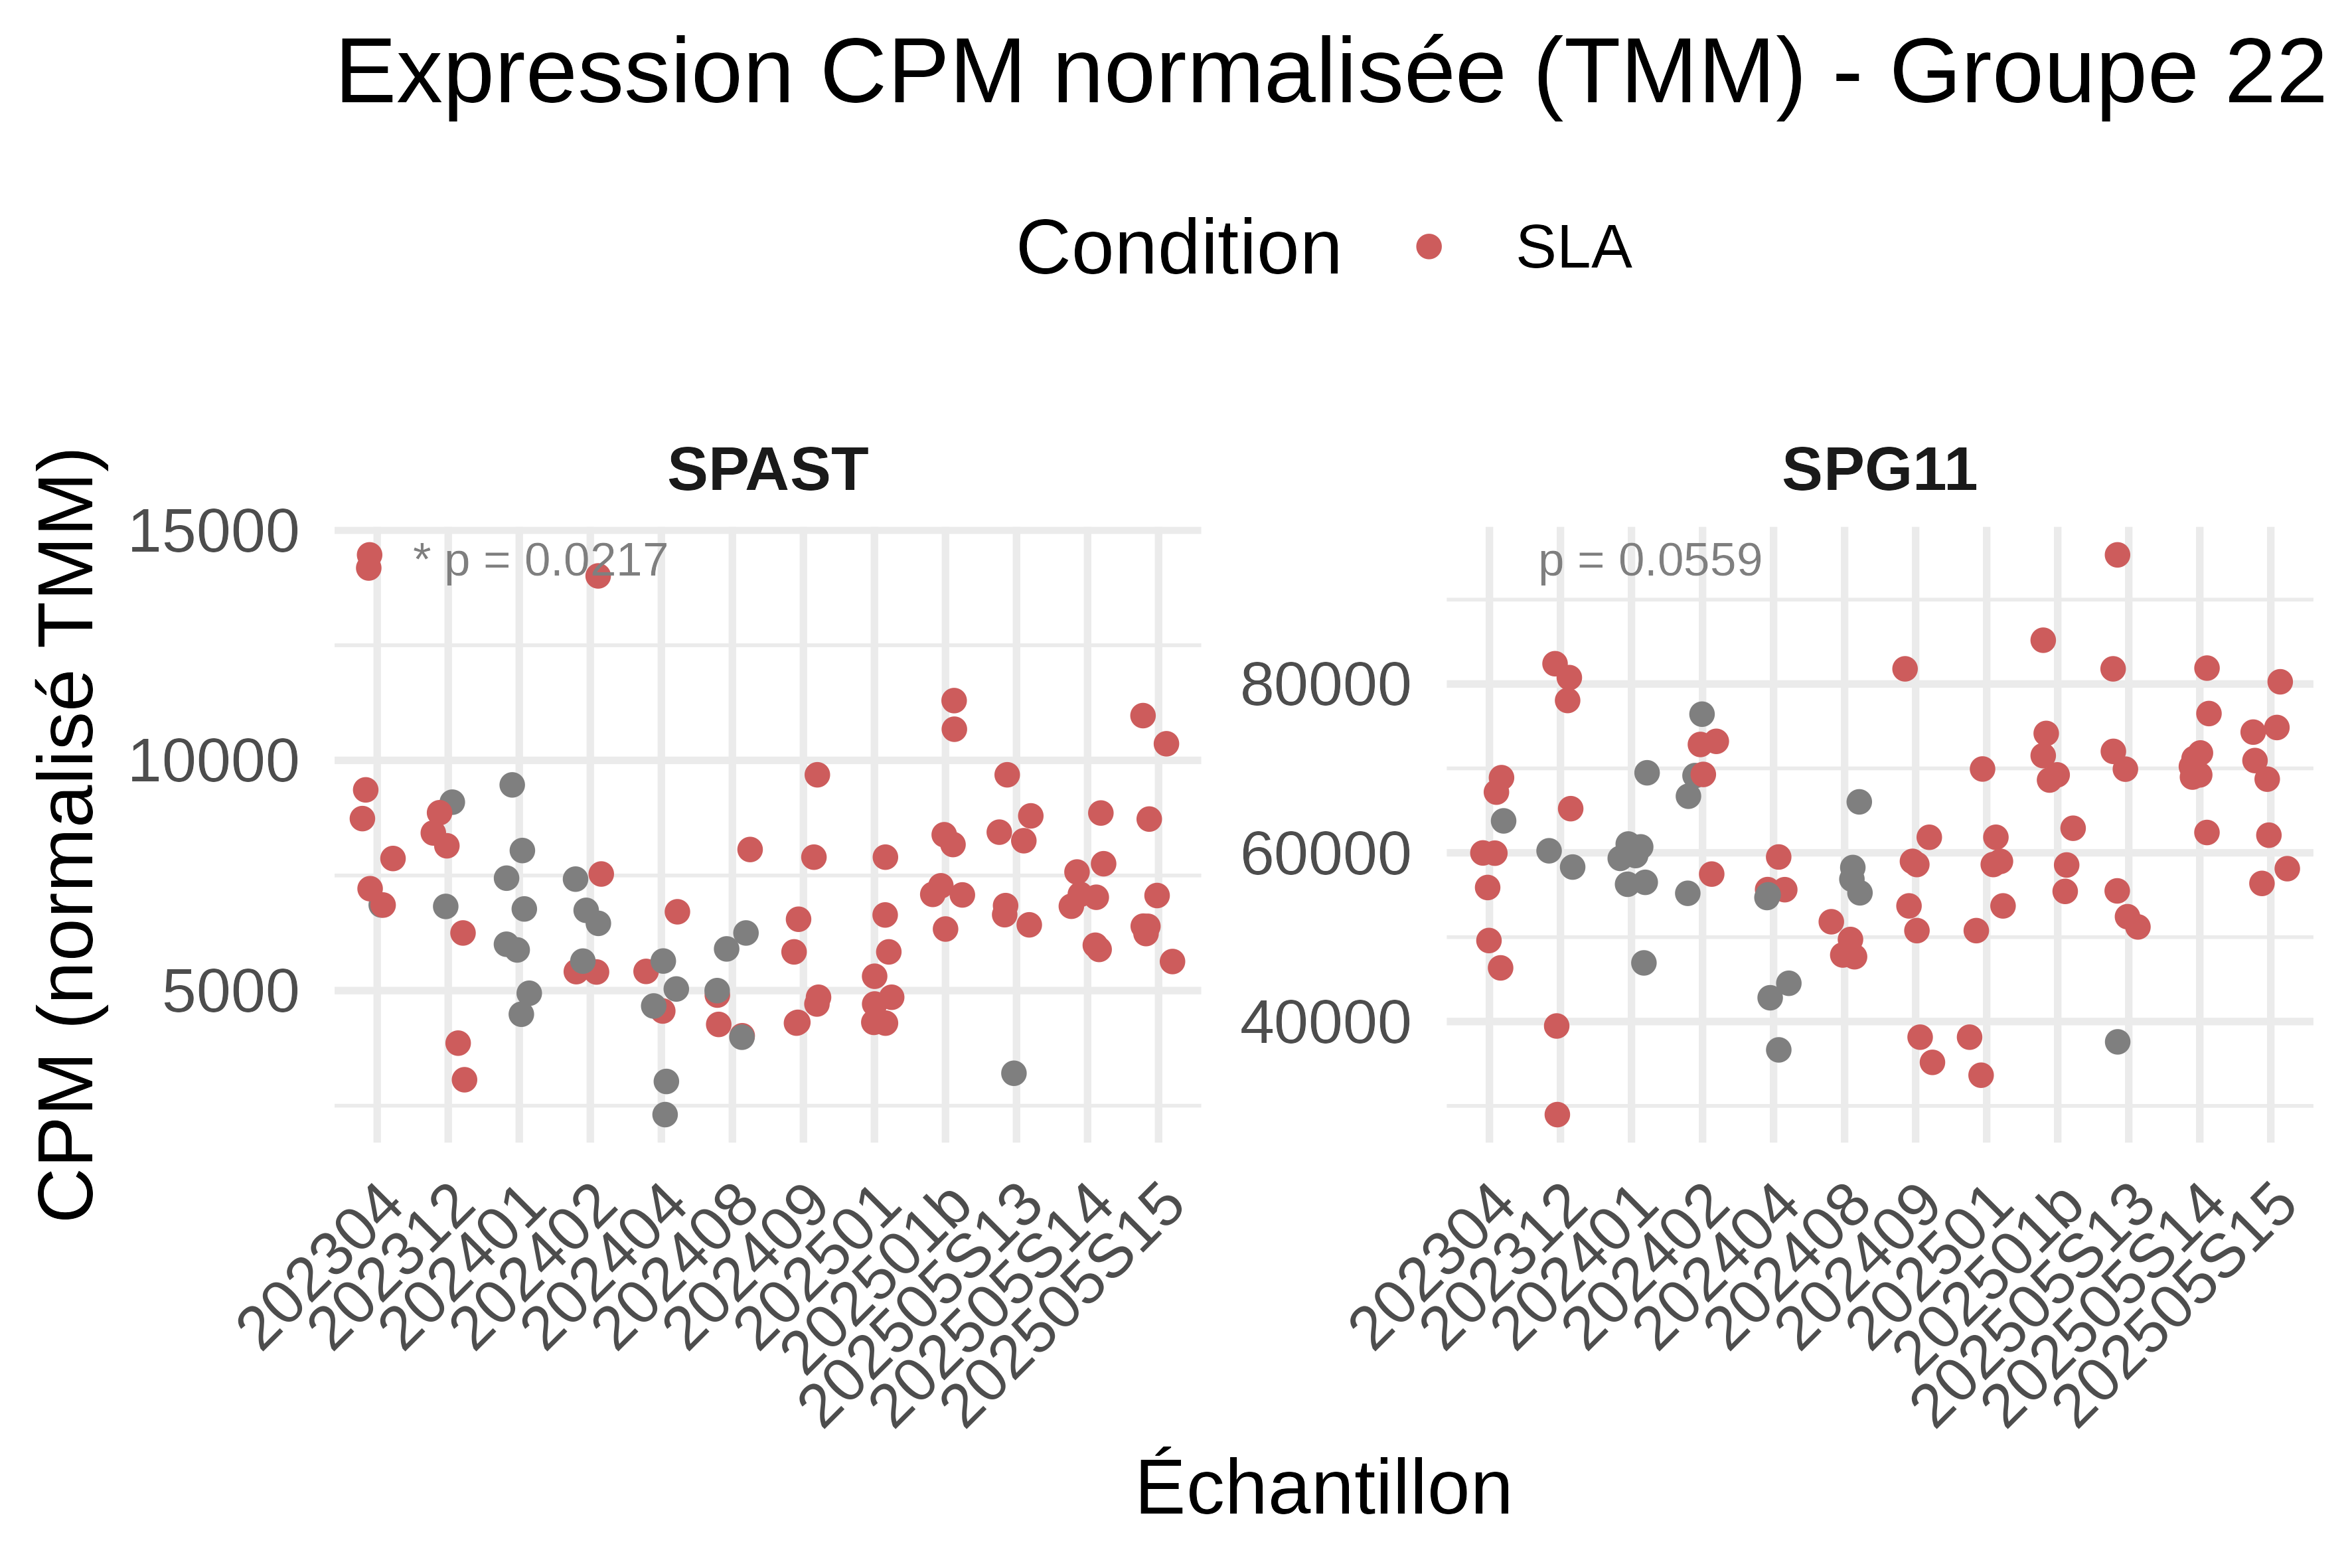 Expression CPM normalisée (TMM) - Groupe 22
Condition SLA
SPAST
SPG11
CPM (normalisé TMM)
15000
10000
5000
* p = 0.0217
80000
60000
40000
p = 0.0559
202304
202312
202401
202402
202404
202408
202409
202501
202501b
202505S13
202505S14
202505S15
202304
202312
202401
202402
202404
202408
202409
202501
202501b
202505S13
202505S14
202505S15
Échantillon